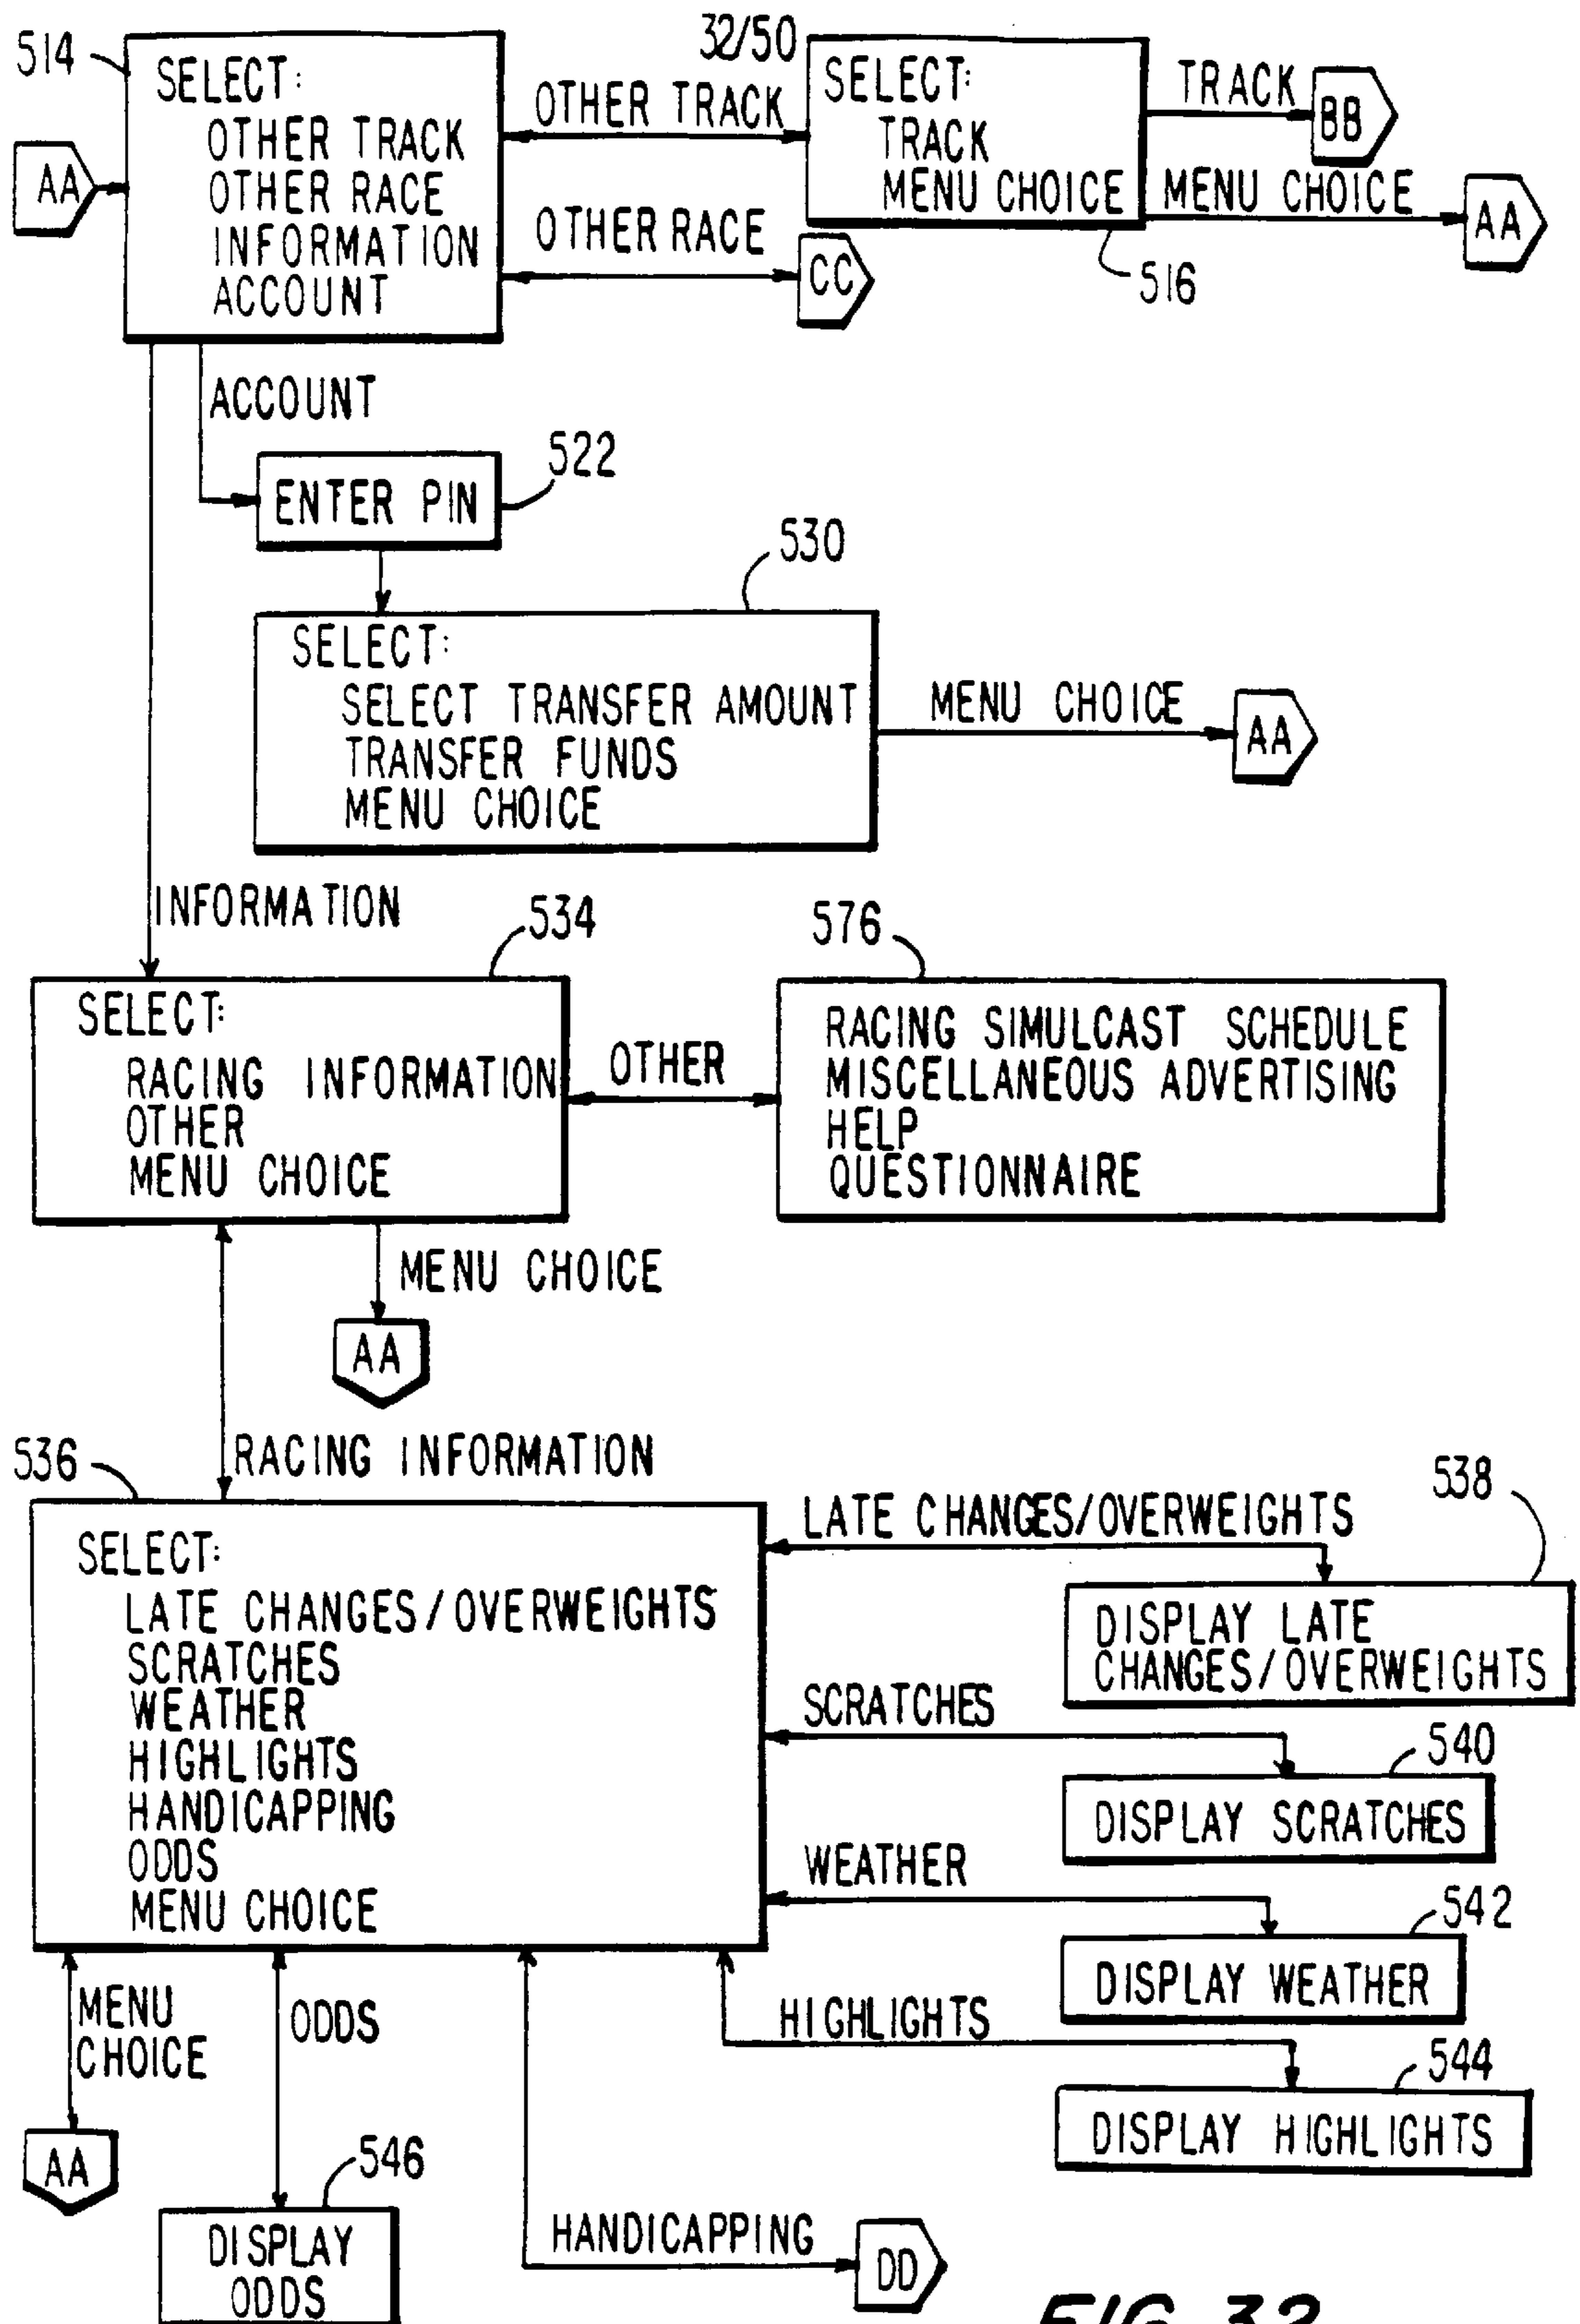 514
SELECT:
OTHER TRACK
OTHER RACE
INFORMATION
ACCOUNT
AA
OTHER TRACK
OTHER RACE
CC
32/50
SELECT:
TRACK
MENU CHOICE
516
TRACK
BB
MENU CHOICE
AA
ACCOUNT
ENTER PIN
522
530
SELECT:
SELECT TRANSFER AMOUNT
TRANSFER FUNDS
MENU CHOICE
MENU CHOICE
AA
INFORMATION
534
SELECT:
RACING INFORMATION
OTHER
MENU CHOICE
OTHER
576
RACING SIMULCAST SCHEDULE
MISCELLANEOUS ADVERTISING
HELP
QUESTIONNAIRE
MENU CHOICE
AA
RACING INFORMATION
536
SELECT:
LATE CHANGES/OVERWEIGHTS
SCRATCHES
WEATHER
HIGHLIGHTS
HANDICAPPING
ODDS
MENU CHOICE
LATE CHANGES/OVERWEIGHTS
538
DISPLAY LATE
CHANGES/OVERWEIGHTS
SCRATCHES
540
DISPLAY SCRATCHES
WEATHER
542
DISPLAY WEATHER
HIGHLIGHTS
544
DISPLAY HIGHLIGHTS
MENU
CHOICE
AA
ODDS
546
DISPLAY
ODDS
HANDICAPPING
DD
FIG. 32